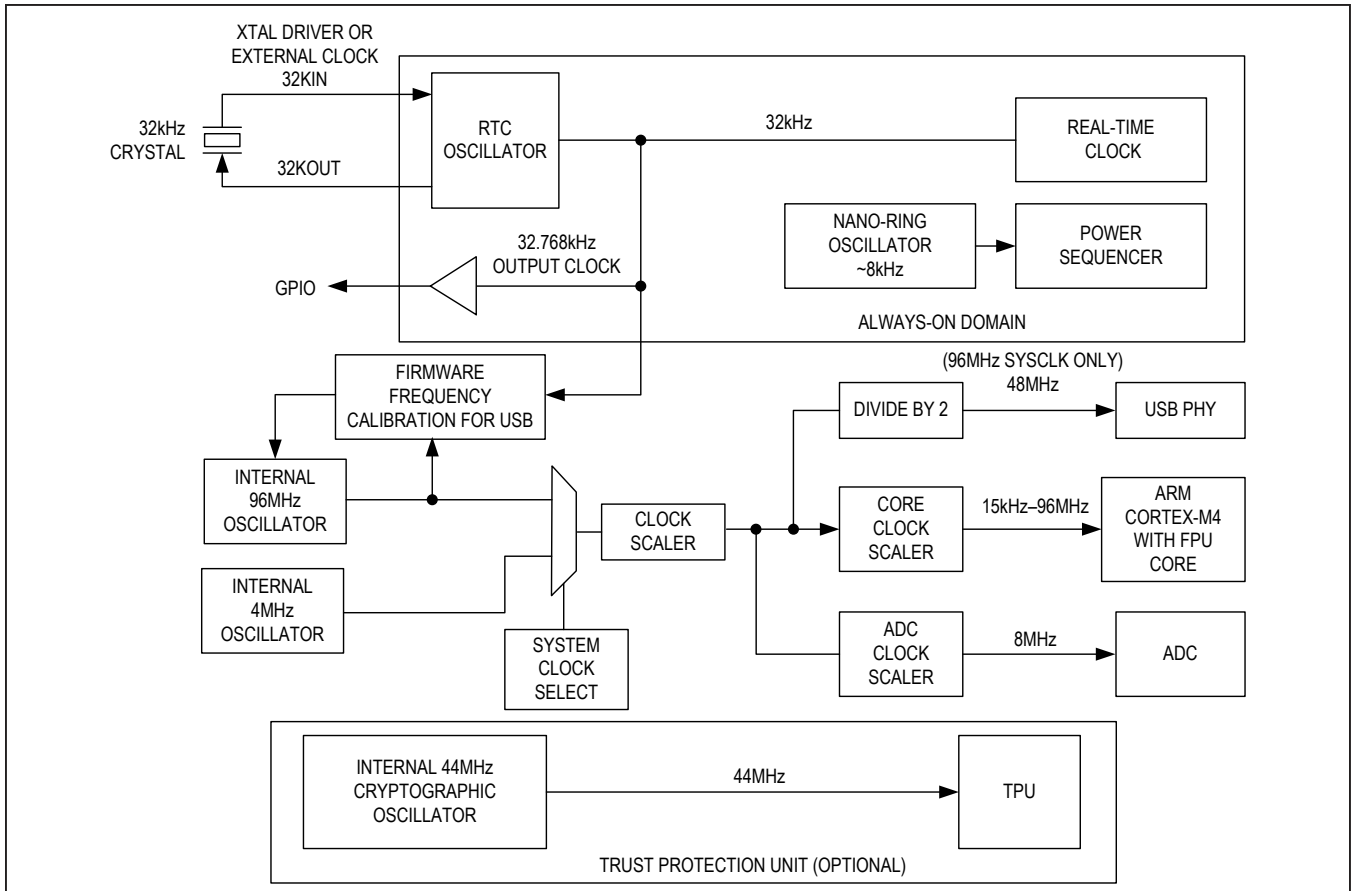 XTAL DRIVER OR
EXTERNAL CLOCK
32KIN
32kHz
CRYSTAL
32KOUT
RTC
OSCILLATOR
32kHz
REAL-TIME
CLOCK
NANO-RING
OSCILLATOR
~8kHz
POWER
SEQUENCER
32.768kHz
OUTPUT CLOCK
GPIO
ALWAYS-ON DOMAIN
FIRMWARE
FREQUENCY
CALIBRATION FOR USB
(96MHz SYSCLK ONLY)
48MHz
DIVIDE BY 2
USB PHY
INTERNAL
96MHz
OSCILLATOR
CLOCK
SCALER
CORE
CLOCK
SCALER
15kHz–96MHz
ARM
CORTEX-M4
WITH FPU
CORE
INTERNAL
4MHz
OSCILLATOR
SYSTEM
CLOCK
SELECT
ADC
CLOCK
SCALER
8MHz
ADC
INTERNAL 44MHz
CRYPTOGRAPHIC
OSCILLATOR
44MHz
TPU
TRUST PROTECTION UNIT (OPTIONAL)